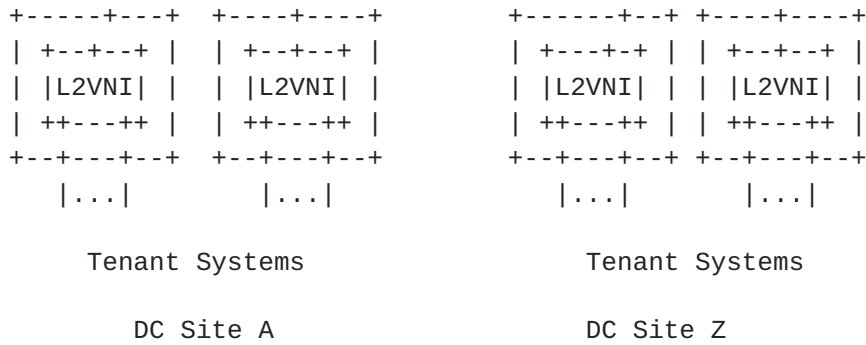 +-----+---+  +----+----+        +------+--+ +----+----+
| +--+--+ |  | +--+--+ |        | +---+-+ | | +--+--+ |
| |L2VNI| |  | |L2VNI| |        | |L2VNI| | | |L2VNI| |
| ++---++ |  | ++---++ |        | ++---++ | | ++---++ |
+--+---+--+  +--+---+--+        +--+---+--+ +--+---+--+
   |...|        |...|              |...|       |...|
     Tenant Systems                  Tenant Systems
        DC Site A                    DC Site Z